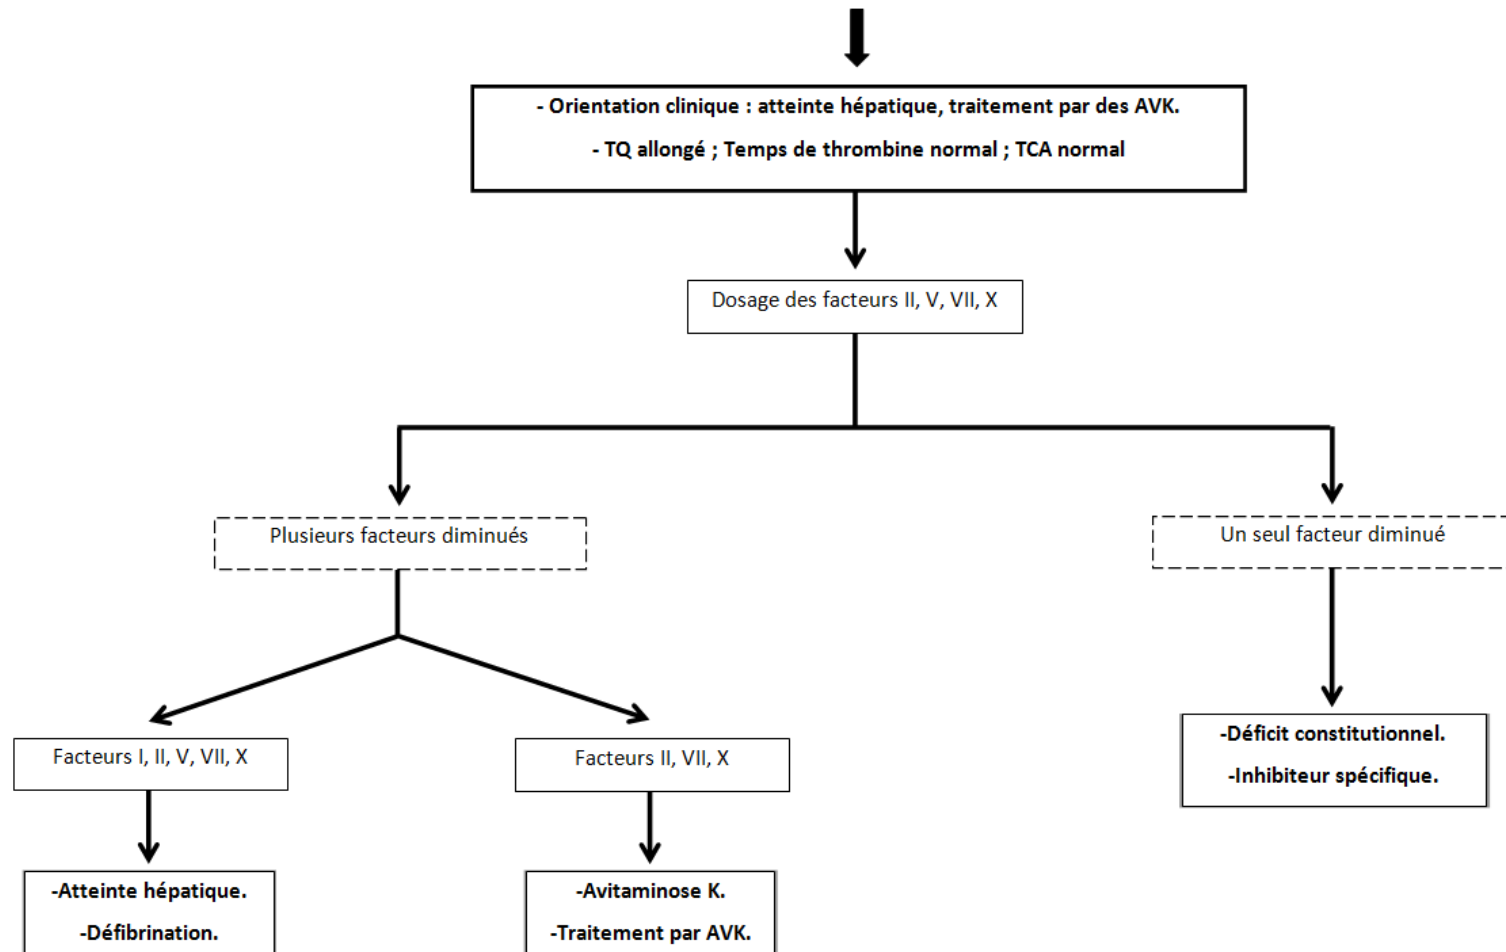 - Orientation clinique : atteinte hépatique, traitement par des AVK.
- TQ allongé ; Temps de thrombine normal ; TCA normal
Dosage des facteurs II, V, VII, X
Plusieurs facteurs diminués
Un seul facteur diminué
Facteurs I, II, V, VII, X
Facteurs II, VII, X
-Déficit constitutionnel.
-Inhibiteur spécifique.
-Atteinte hépatique.
-Défibrination.
-Avitaminose K.
-Traitement par AVK.